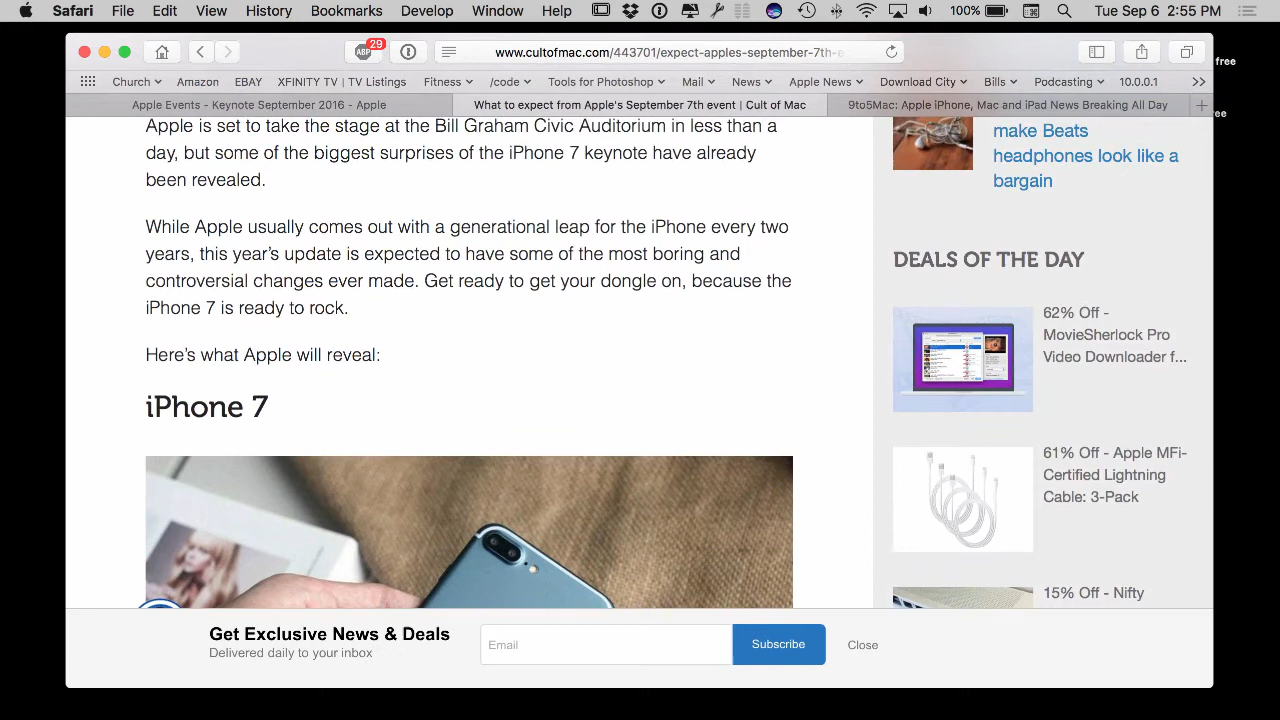 Safari File Edit View History Bookmarks Develop Window Help 100% Tue Sep 6 2:55 PM
ABP 29 www.cultofmac.com/443701/expect-apples-september-7th-e
free
Church Amazon EBAY XFINITY TV | TV Listings Fitness /code Tools for Photoshop Mail News Apple News Download City Bills Podcasting 10.0.0.1 >>
Apple Events - Keynote September 2016 - Apple What to expect from Apple's September 7th event | Cult of Mac 9to5Mac: Apple iPhone, Mac and iPad News Breaking All Day +
Apple is set to take the stage at the Bill Graham Civic Auditorium in less than a
day, but some of the biggest surprises of the iPhone 7 keynote have already
been revealed.
While Apple usually comes out with a generational leap for the iPhone every two
years, this year’s update is expected to have some of the most boring and
controversial changes ever made. Get ready to get your dongle on, because the
iPhone 7 is ready to rock.
Here’s what Apple will reveal:
iPhone 7
make Beats
headphones look like a
bargain
DEALS OF THE DAY
62% Off -
MovieSherlock Pro
Video Downloader f...
61% Off - Apple MFi-
Certified Lightning
Cable: 3-Pack
15% Off - Nifty
Get Exclusive News & Deals
Delivered daily to your inbox
Email
Subscribe
Close